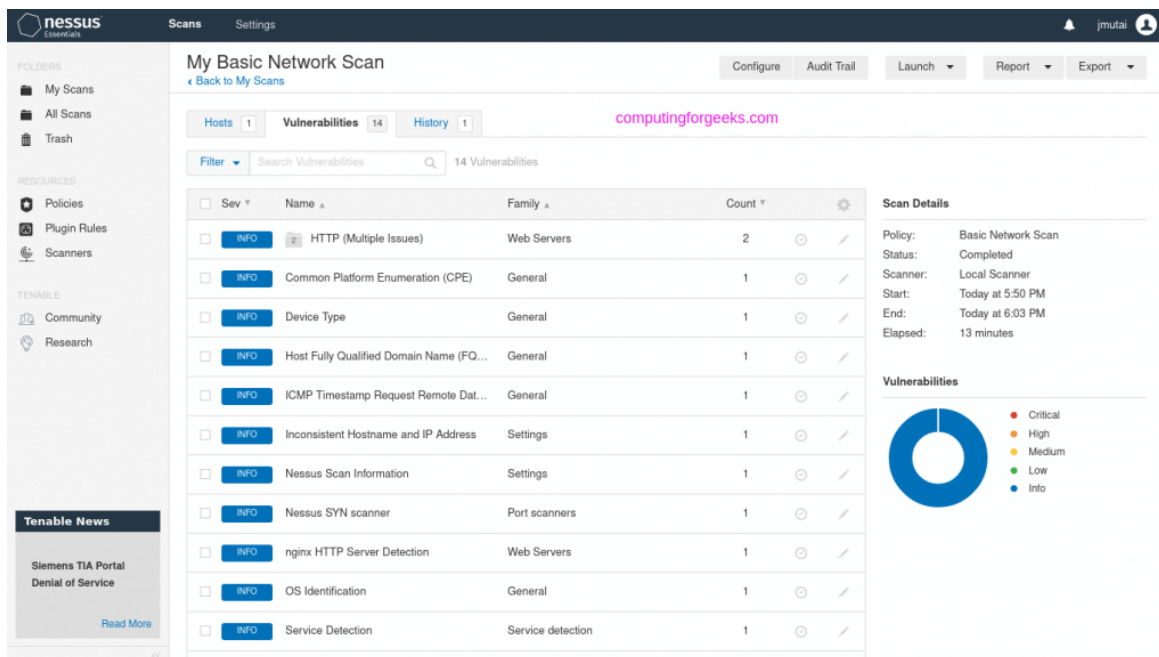 nessus
Essentials
Scans
Settings
jmutai
FOLDERS
My Scans
All Scans
Trash
RESOURCES
Policies
Plugin Rules
Scanners
TENABLE
Community
Research
Tenable News
Siemens TIA Portal
Denial of Service
Read More
My Basic Network Scan
Back to My Scans
Configure
Audit Trail
Launch
Report
Export
Hosts 1
Vulnerabilities 14
History 1
computingforgeeks.com
Filter
Search Vulnerabilities
14 Vulnerabilities
Sev Name Family Count
INFO 2 HTTP (Multiple Issues) Web Servers 2
INFO Common Platform Enumeration (CPE) General 1
INFO Device Type General 1
INFO Host Fully Qualified Domain Name (FQ... General 1
INFO ICMP Timestamp Request Remote Dat... General 1
INFO Inconsistent Hostname and IP Address Settings 1
INFO Nessus Scan Information Settings 1
INFO Nessus SYN scanner Port scanners 1
INFO nginx HTTP Server Detection Web Servers 1
INFO OS Identification General 1
INFO Service Detection Service detection 1
Scan Details
Policy: Basic Network Scan
Status: Completed
Scanner: Local Scanner
Start: Today at 5:50 PM
End: Today at 6:03 PM
Elapsed: 13 minutes
Vulnerabilities
Critical
High
Medium
Low
Info